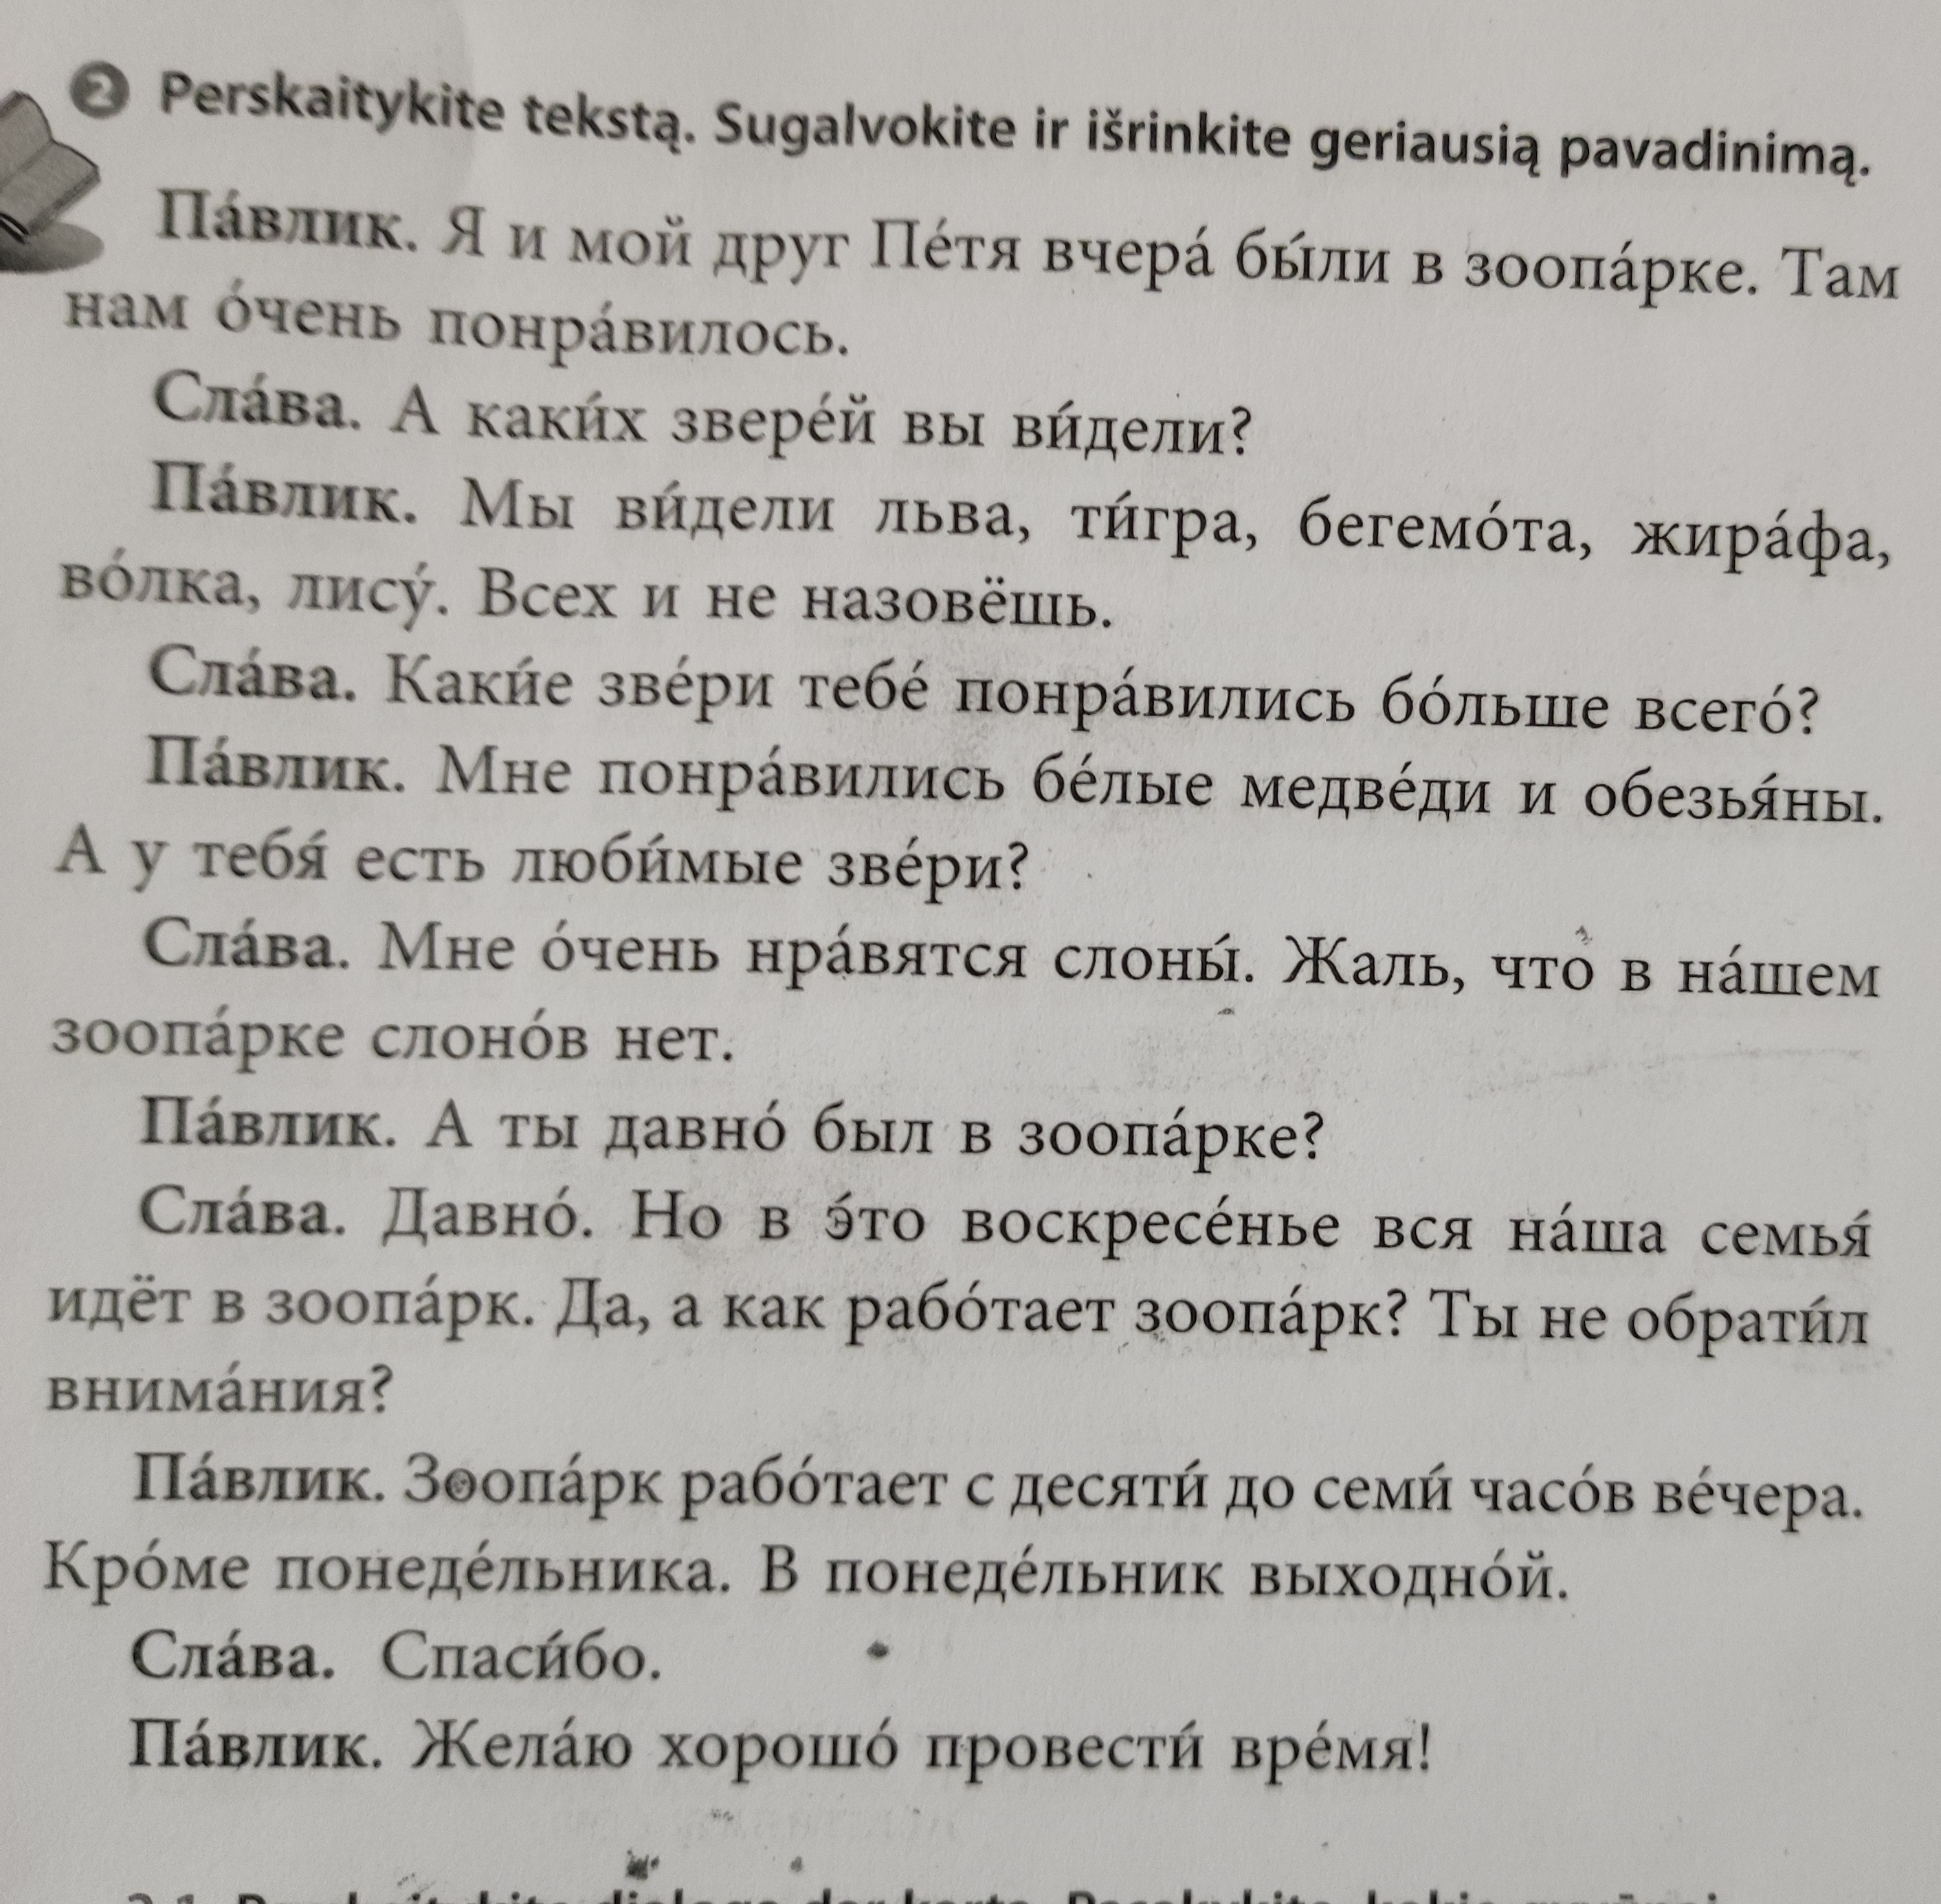 2 Perskaitykite tekstą. Sugalvokite ir išrinkite geriausią pavadinimą.
Па́влик. Я и мой друг Пе́тя вчера́ бы́ли в зоопа́рке. Там
нам о́чень понра́вилось.
Сла́ва. А каки́х звере́й вы ви́дели?
Па́влик. Мы ви́дели льва, ти́гра, бегемо́та, жира́фа,
во́лка, лису́. Всех и не назовёшь.
Сла́ва. Каки́е зве́ри тебе́ понра́вились бо́льше всего́?
Па́влик. Мне понра́вились бе́лые медве́ди и обезья́ны.
А у тебя́ есть люби́мые зве́ри?
Сла́ва. Мне о́чень нра́вятся слоны́. Жаль, что в на́шем
зоопа́рке слоно́в нет.
Па́влик. А ты давно́ был в зоопа́рке?
Сла́ва. Давно́. Но в э́то воскресе́нье вся на́ша семья́
идёт в зоопа́рк. Да, а как рабо́тает зоопа́рк? Ты не обрати́л
внима́ния?
Па́влик. Зоопа́рк рабо́тает с десяти́ до семи́ часо́в ве́чера.
Кро́ме понеде́льника. В понеде́льник выходно́й.
Сла́ва. Спаси́бо.
Па́влик. Жела́ю хорошо́ провести́ вре́мя!